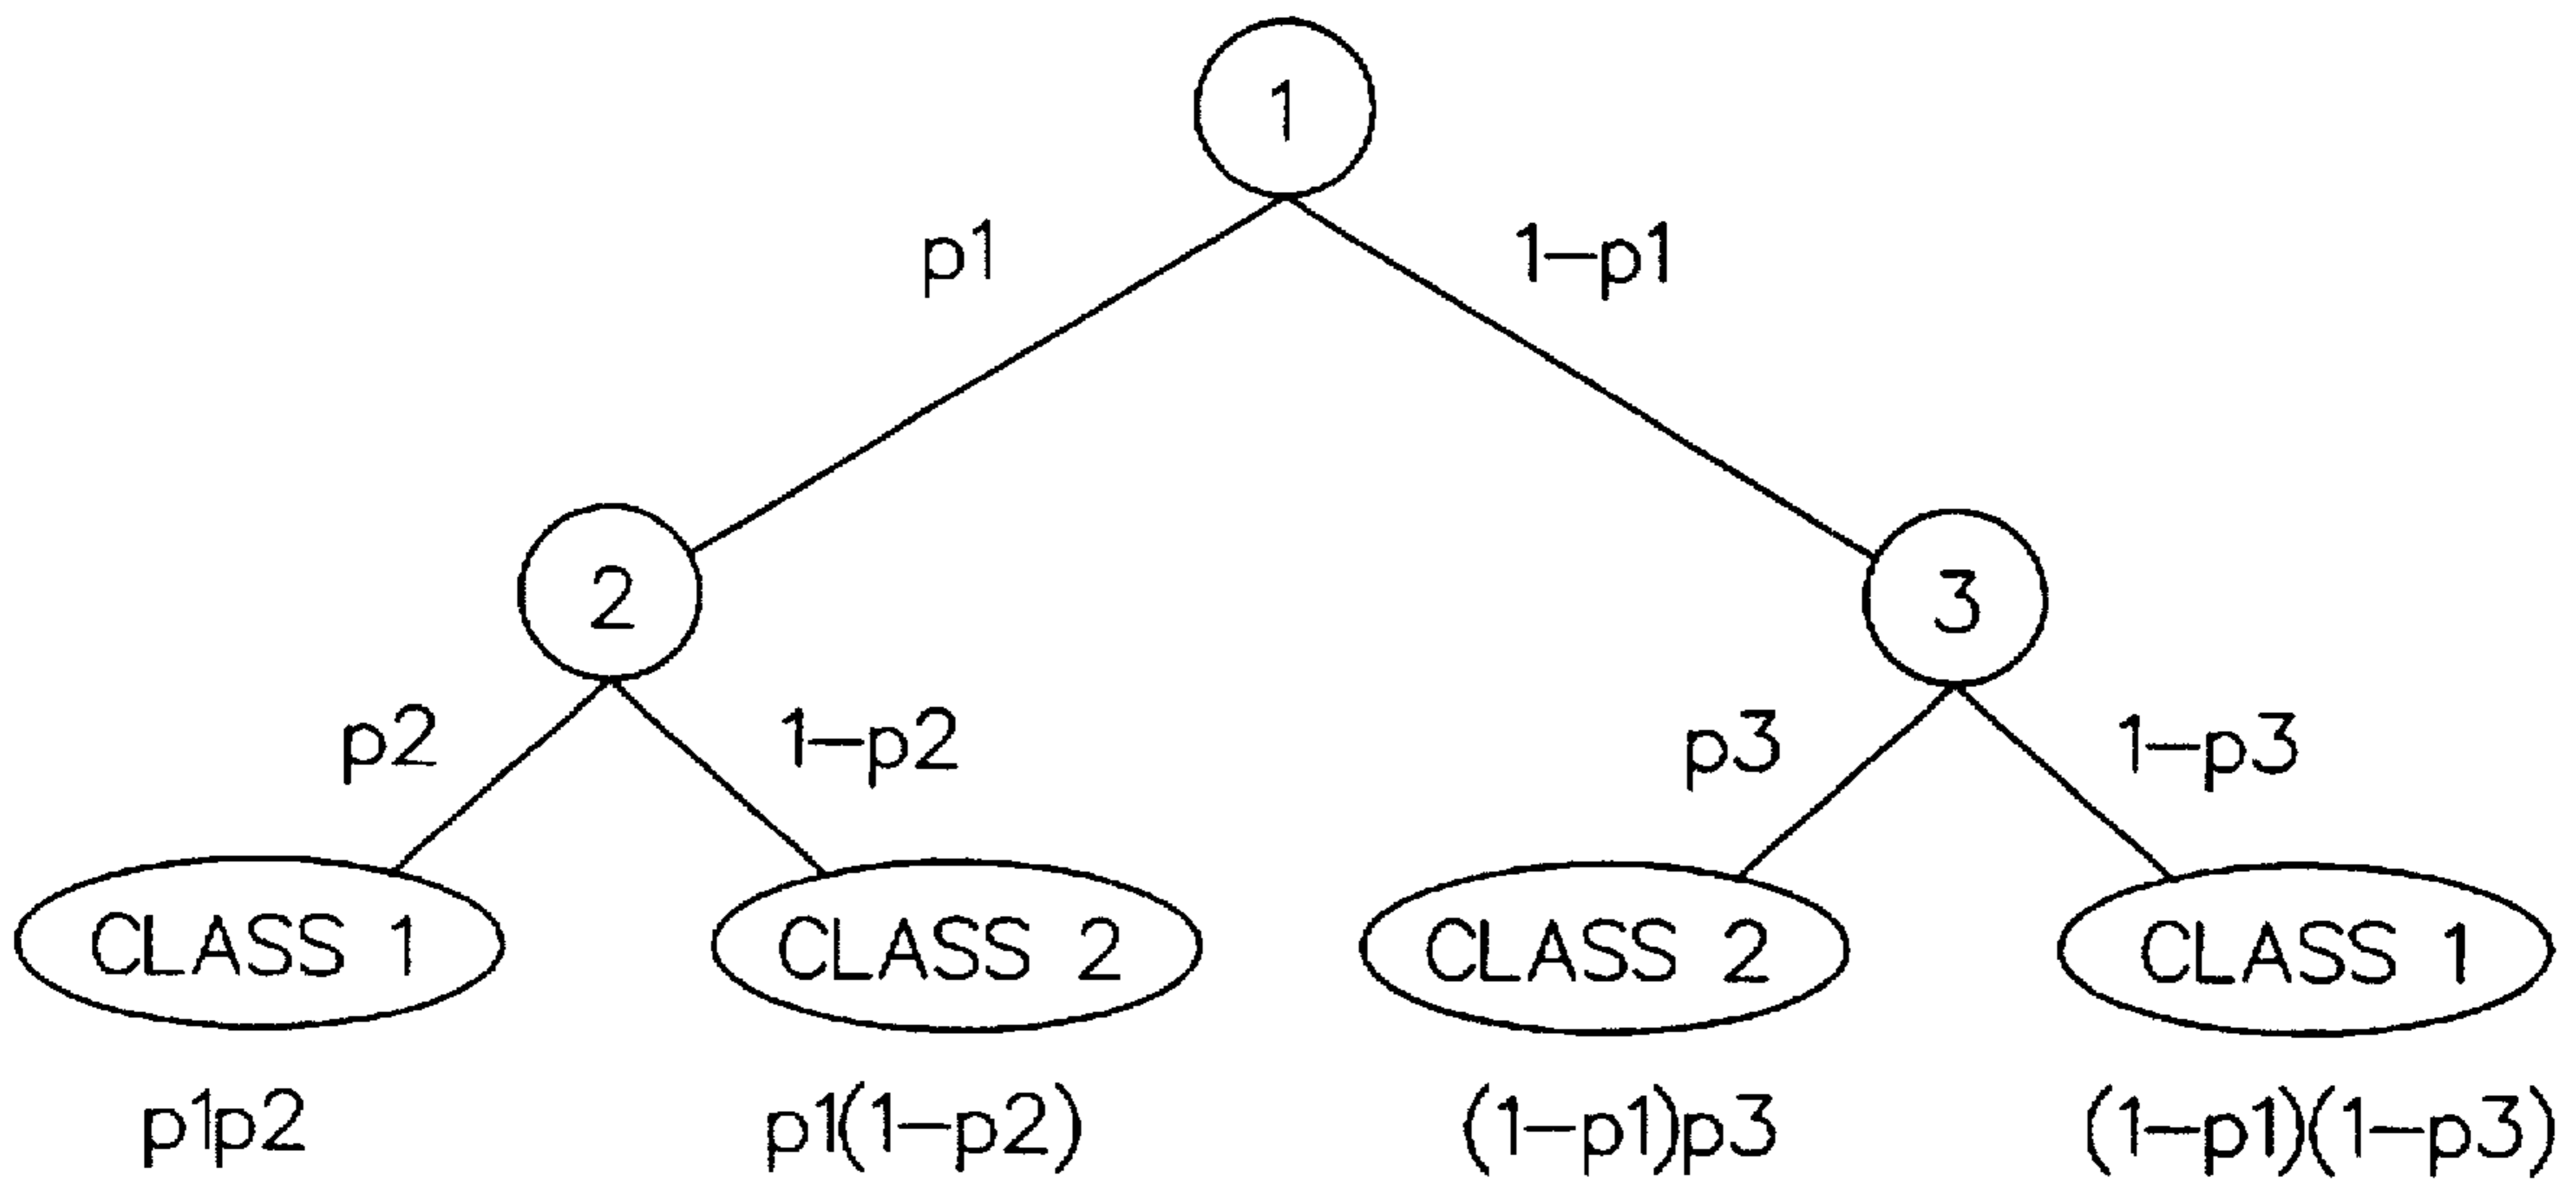 1
p1 1-p1
2 3
p2 1-p2 p3 1-p3
CLASS 1 CLASS 2 CLASS 2 CLASS 1
p1p2 p1(1-p2) (1-p1)p3 (1-p1)(1-p3)